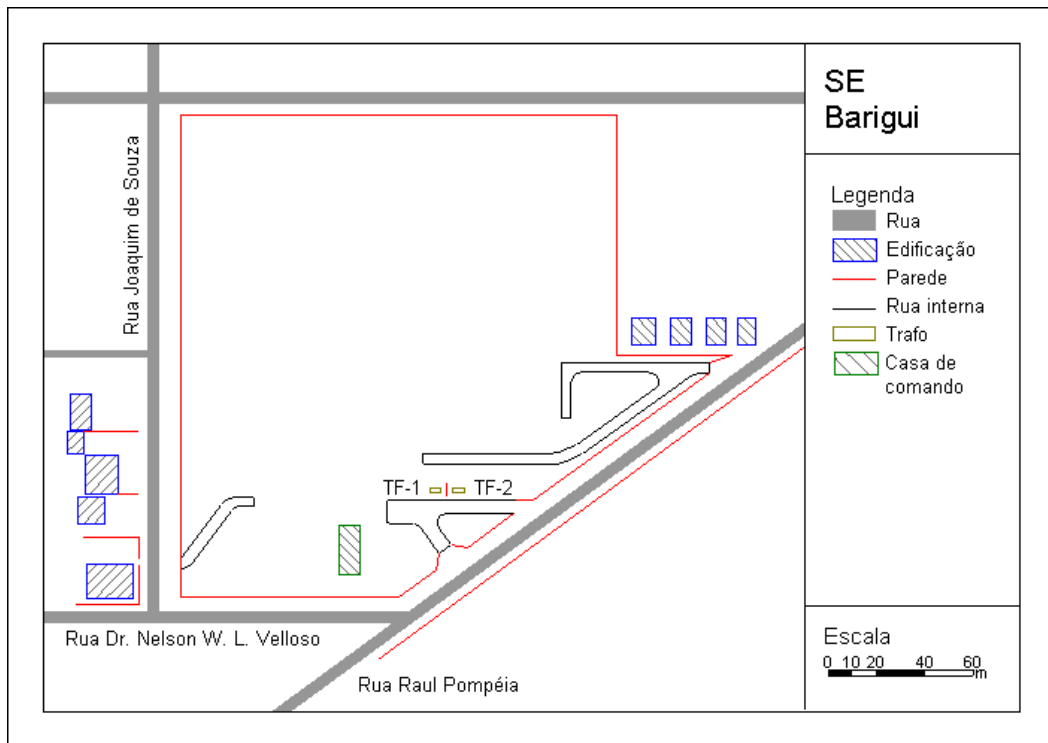 SE
Barigui
Legenda
Rua
Edificação
Parede
Rua interna
Trafo
Casa de
comando
Escala
0 10 20 40 60
m
Rua Joaquim de Souza
TF-1
TF-2
Rua Dr. Nelson W. L. Velloso
Rua Raul Pompéia